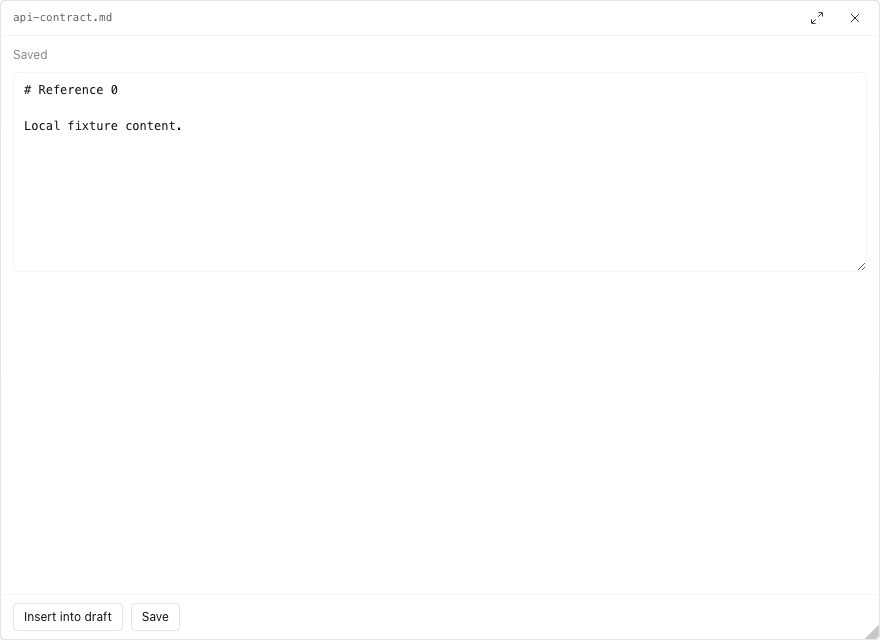 api-contract.md
Saved
# Reference 0
Local fixture content.
Insert into draft
Save